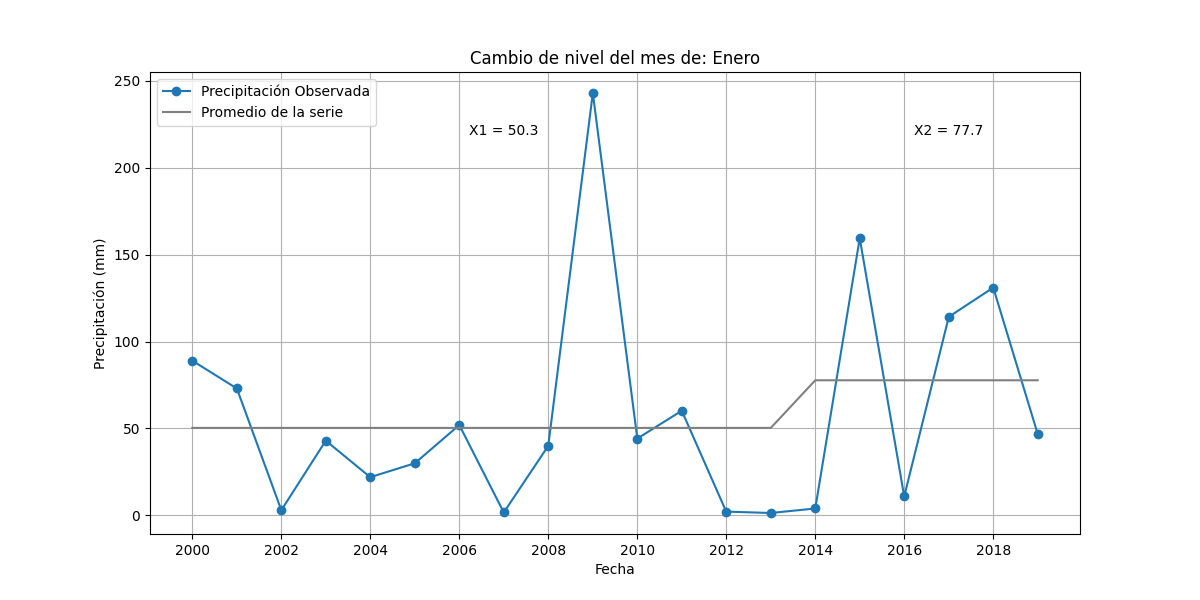 Cambio de nivel del mes de: Enero
Precipitación Observada
Promedio de la serie
X1 = 50.3
X2 = 77.7
Precipitación (mm)
250
200
150
100
50
0
2000 2002 2004 2006 2008 2010 2012 2014 2016 2018
Fecha